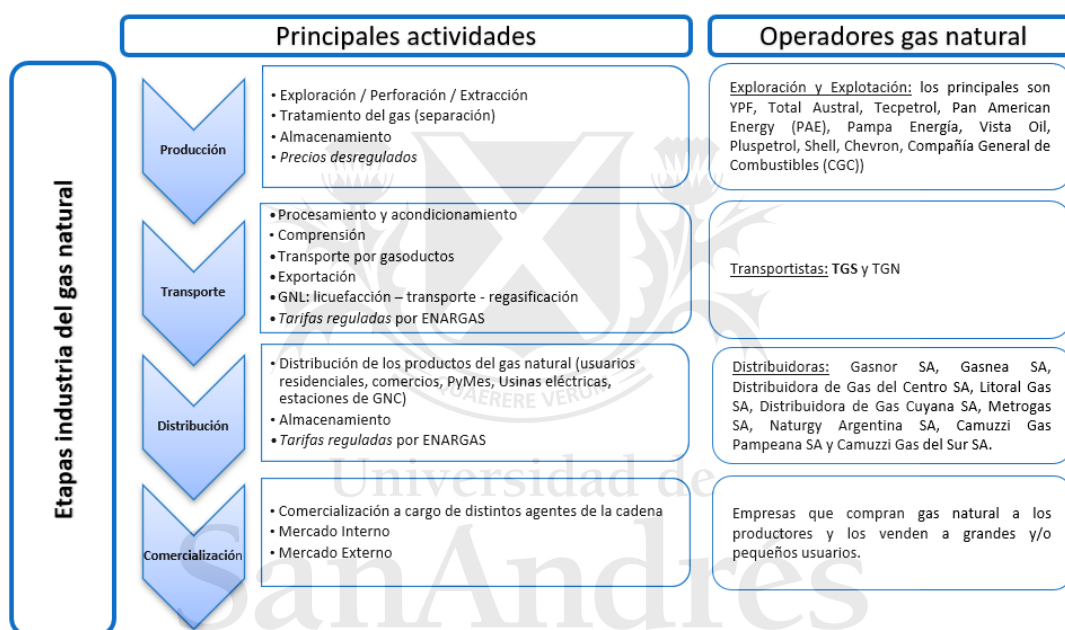 Principales actividades
Operadores gas natural
Etapas industria del gas natural
Producción
• Exploración / Perforación / Extracción
• Tratamiento del gas (separación)
• Almacenamiento
• Precios desregulados
Exploración y Explotación: los principales son
YPF, Total Austral, Tecpetrol, Pan American
Energy (PAE), Pampa Energía, Vista Oil,
Pluspetrol, Shell, Chevron, Compañía General de
Combustibles (CGC))
Transporte
• Procesamiento y acondicionamiento
• Comprensión
• Transporte por gasoductos
• Exportación
• GNL: licuefacción – transporte - regasificación
• Tarifas reguladas por ENARGAS
Transportistas: TGS y TGN
Distribución
• Distribución de los productos del gas natural (usuarios
residenciales, comercios, PyMes, Usinas eléctricas,
estaciones de GNC)
• Almacenamiento
• Tarifas reguladas por ENARGAS
Distribuidoras: Gasnor SA, Gasnea SA,
Distribuidora de Gas del Centro SA, Litoral Gas
SA, Distribuidora de Gas Cuyana SA, Metrogas
SA, Naturgy Argentina SA, Camuzzi Gas
Pampeana SA y Camuzzi Gas del Sur SA.
Comercialización
• Comercialización a cargo de distintos agentes de la cadena
• Mercado Interno
• Mercado Externo
Empresas que compran gas natural a los
productores y los venden a grandes y/o
pequeños usuarios.
QUAERERE VERUM
Universidad de
SanAndrés